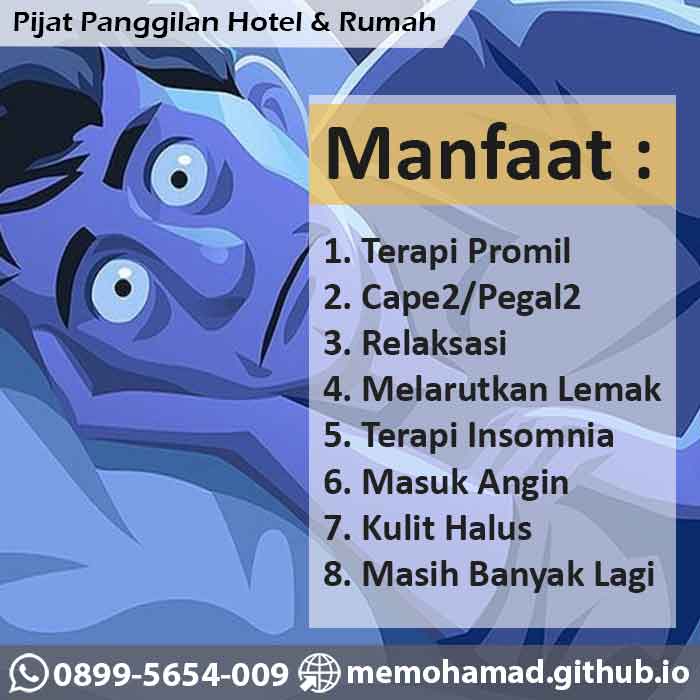 Pijat Panggilan Hotel & Rumah
Manfaat :
1. Terapi Promil
2. Cape2/Pegal2
3. Relaksasi
4. Melarutkan Lemak
5. Terapi Insomnia
6. Masuk Angin
7. Kulit Halus
8. Masih Banyak Lagi
0899-5654-009 memohamad.github.io